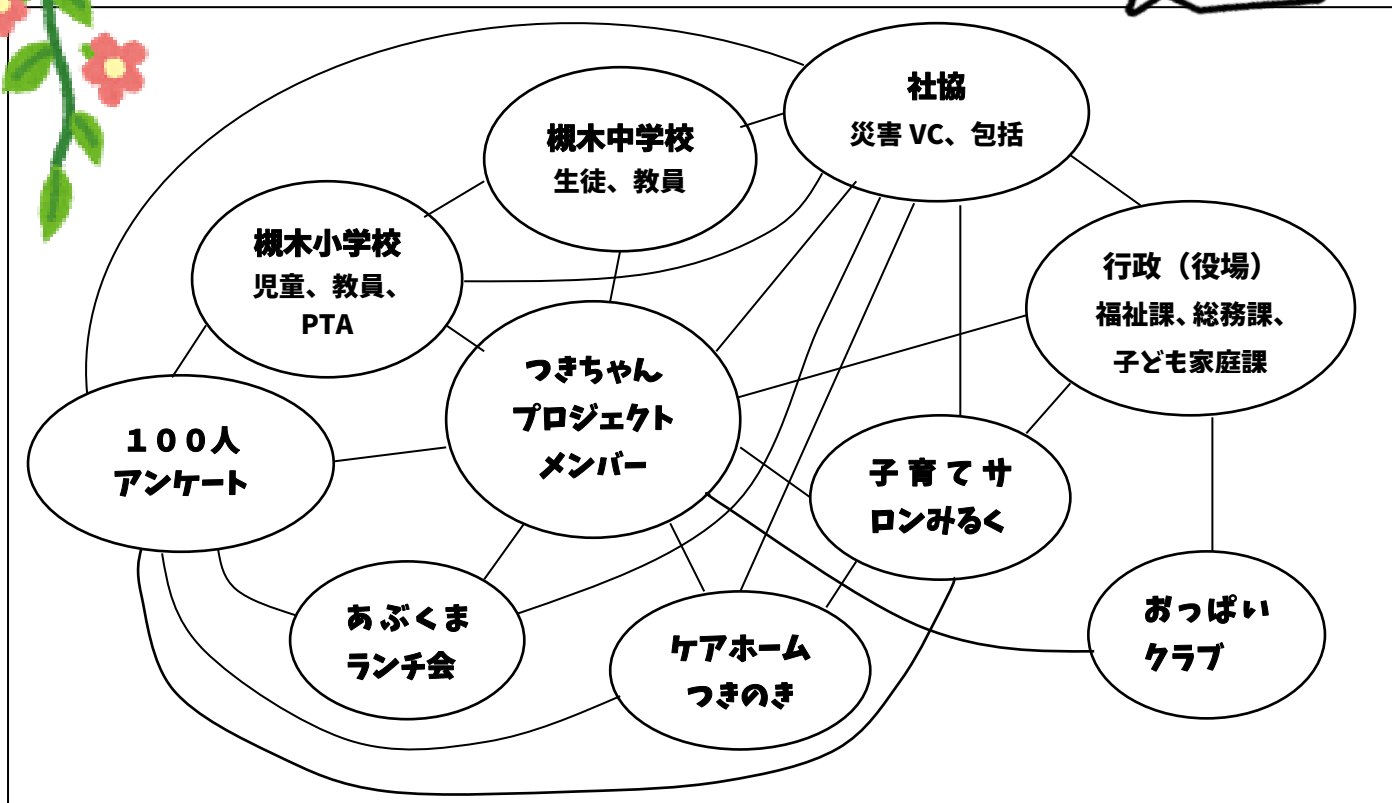 社協
災害 VC、包括
槻木中学校
生徒、教員
槻木小学校
児童、教員、
PTA
行政（役場）
福祉課、総務課、
子ども家庭課
つきちゃん
プロジェクト
メンバー
１００人
アンケート
子育てサ
ロンみるく
あぶくま
ランチ会
ケアホーム
つきのき
おっぱい
クラブ